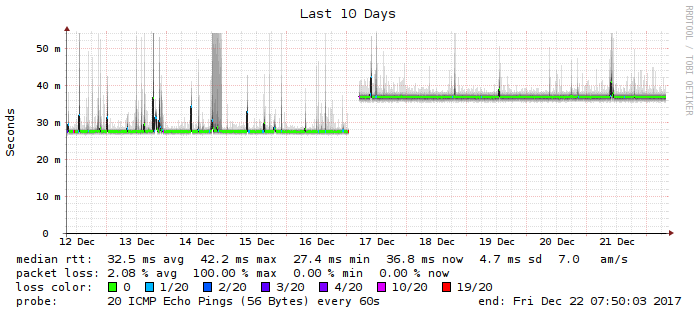 Last 10 Days
RRDTOOL / TOBI OETIKER
Seconds
50 m
40 m
30 m
20 m
10 m
0
12 Dec 13 Dec 14 Dec 15 Dec 16 Dec 17 Dec 18 Dec 19 Dec 20 Dec 21 Dec
median rtt: 32.5 ms avg 42.2 ms max 27.4 ms min 36.8 ms now 4.7 ms sd 7.0 am/s
packet loss: 2.08 % avg 100.00 % max 0.00 % min 0.00 % now
loss color: 0 1/20 2/20 3/20 4/20 10/20 19/20
probe: 20 ICMP Echo Pings (56 Bytes) every 60s end: Fri Dec 22 07:50:03 2017